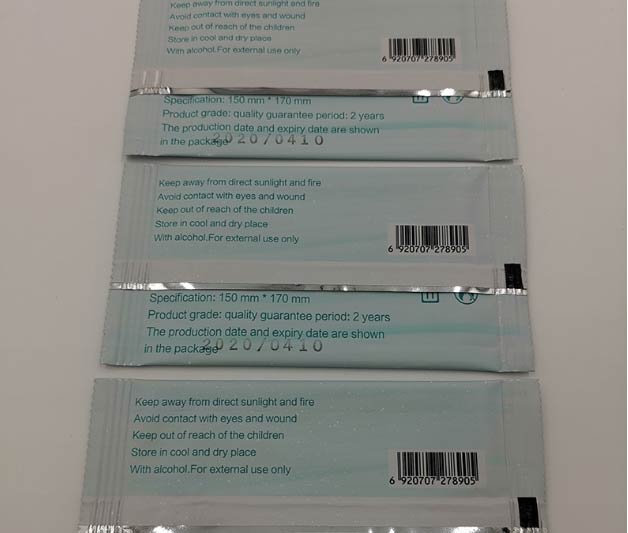 Keep away from direct sunlight and fire
Avoid contact with eyes and wound
Keep out of reach of the children
Store in cool and dry place
With alcohol.For external use only
6 920707 278905
Specification: 150 mm * 170 mm
Product grade: quality guarantee period: 2 years
The production date and expiry date are shown
in the package
2020/0410
Keep away from direct sunlight and fire
Avoid contact with eyes and wound
Keep out of reach of the children
Store in cool and dry place
With alcohol.For external use only
6 920707 278905
Specification: 150 mm * 170 mm
Product grade: quality guarantee period: 2 years
The production date and expiry date are shown
in the package
2020/0410
Keep away from direct sunlight and fire
Avoid contact with eyes and wound
Keep out of reach of the children
Store in cool and dry place
With alcohol.For external use only
6 920707 278905